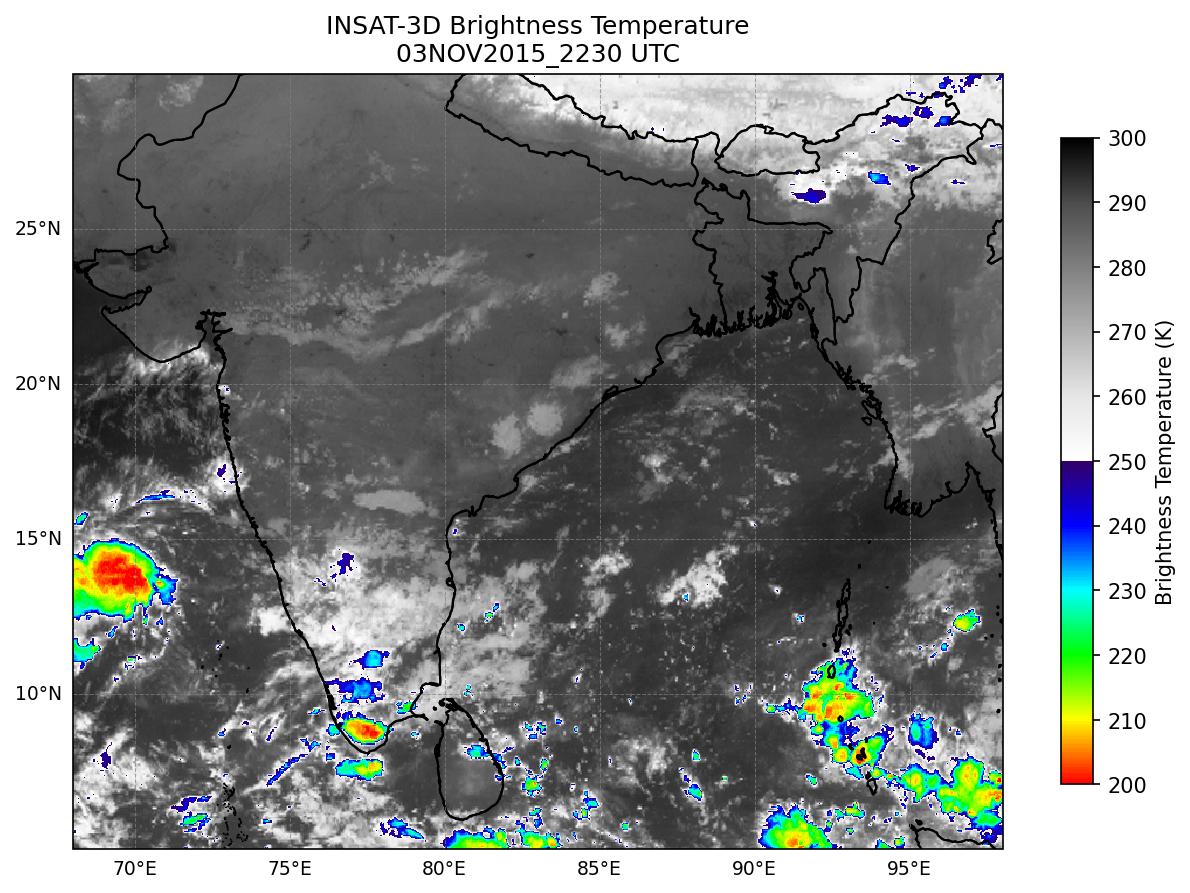 INSAT-3D Brightness Temperature
03NOV2015_2230 UTC
25°N
20°N
15°N
10°N
70°E
75°E
80°E
85°E
90°E
95°E
300
290
280
270
260
250
240
230
220
210
200
Brightness Temperature (K)